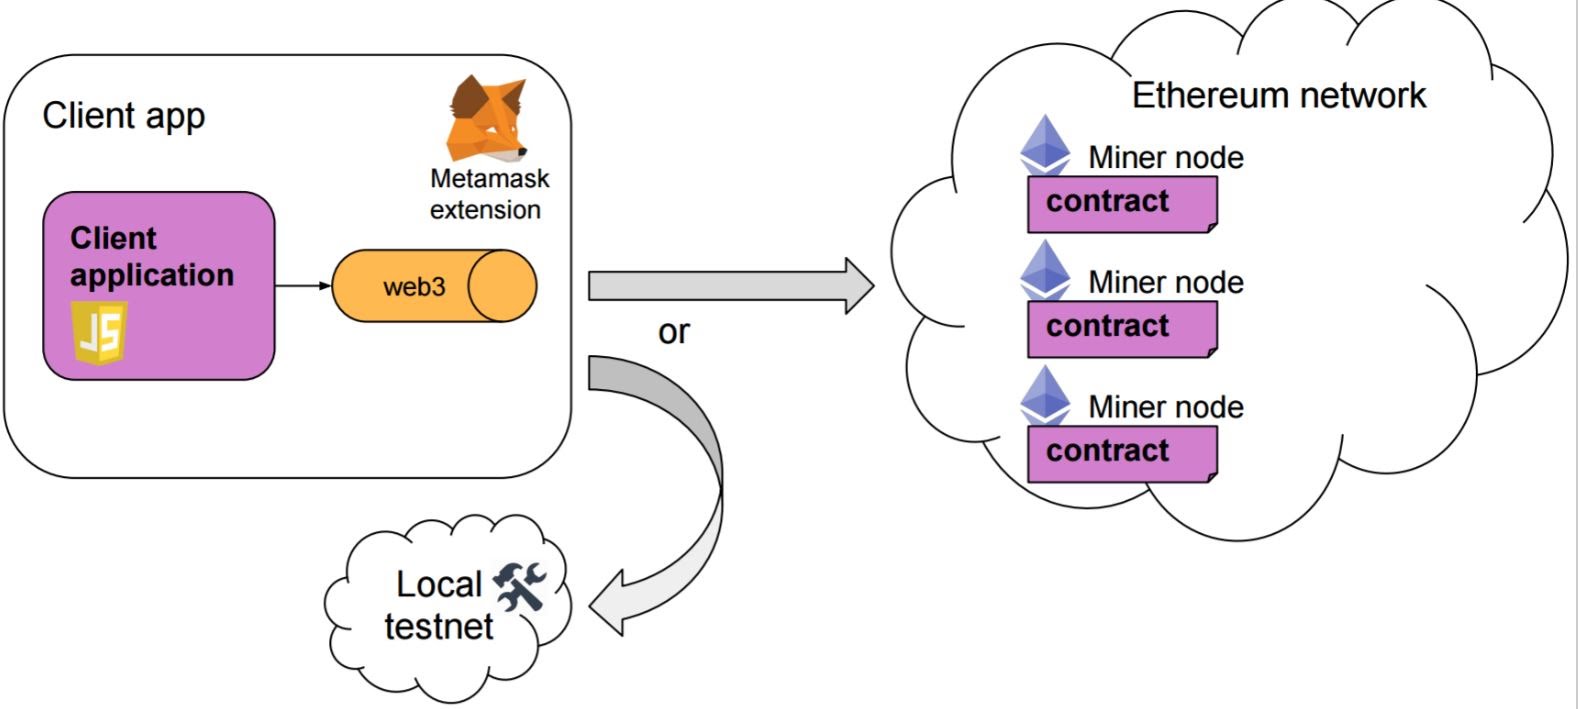 Client app
Metamask
extension
Client
application
JS
web3
or
Local
testnet
Ethereum network
Miner node
contract
Miner node
contract
Miner node
contract